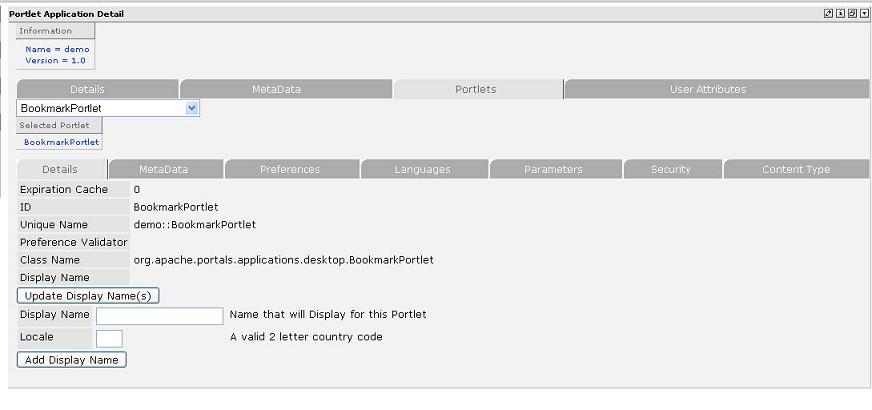 Portlet Application Detail
Information
Name = demo
Version = 1.0
Details MetaData Portlets User Attributes
BookmarkPortlet
Selected Portlet
BookmarkPortlet
Details MetaData Preferences Languages Parameters Security Content Type
Expiration Cache 0
ID BookmarkPortlet
Unique Name demo::BookmarkPortlet
Preference Validator
Class Name org.apache.portals.applications.desktop.BookmarkPortlet
Display Name
Update Display Name(s)
Display Name Name that will Display for this Portlet
Locale A valid 2 letter country code
Add Display Name